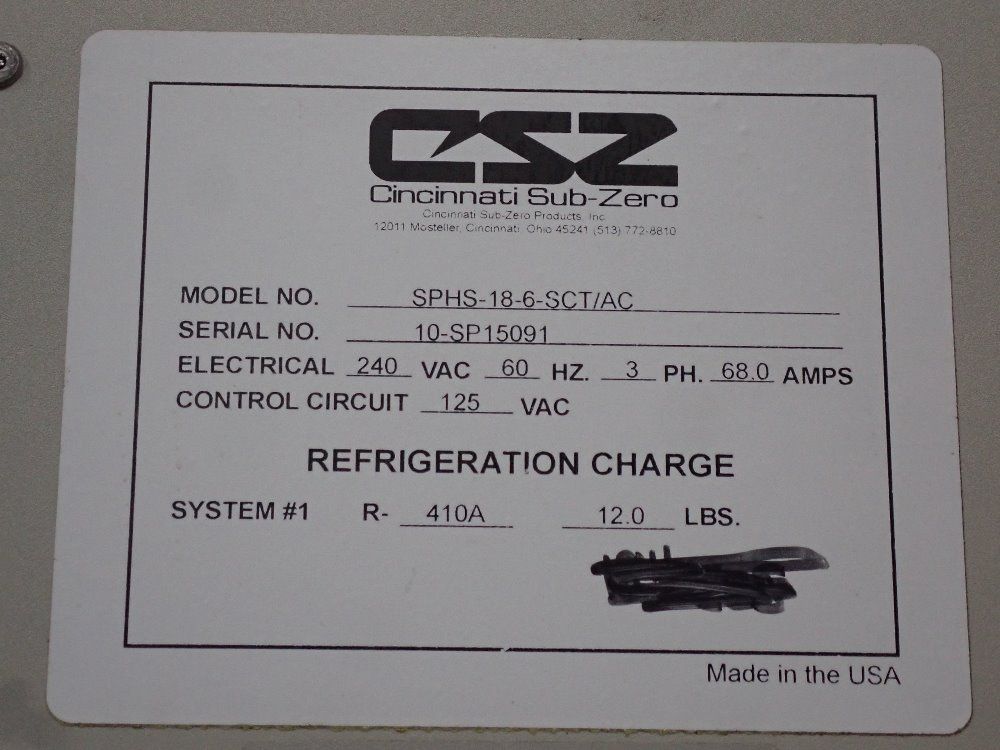 CSZ
Cincinnati Sub-Zero
Cincinnati Sub-Zero Products, Inc.
12011 Mosteller, Cincinnati, Ohio 45241 (513) 772-8810
MODEL NO. SPHS-18-6-SCT/AC
SERIAL NO. 10-SP15091
ELECTRICAL 240 VAC 60 HZ. 3 PH. 68.0 AMPS
CONTROL CIRCUIT 125 VAC
REFRIGERATION CHARGE
SYSTEM #1 R- 410A 12.0 LBS.
Made in the USA